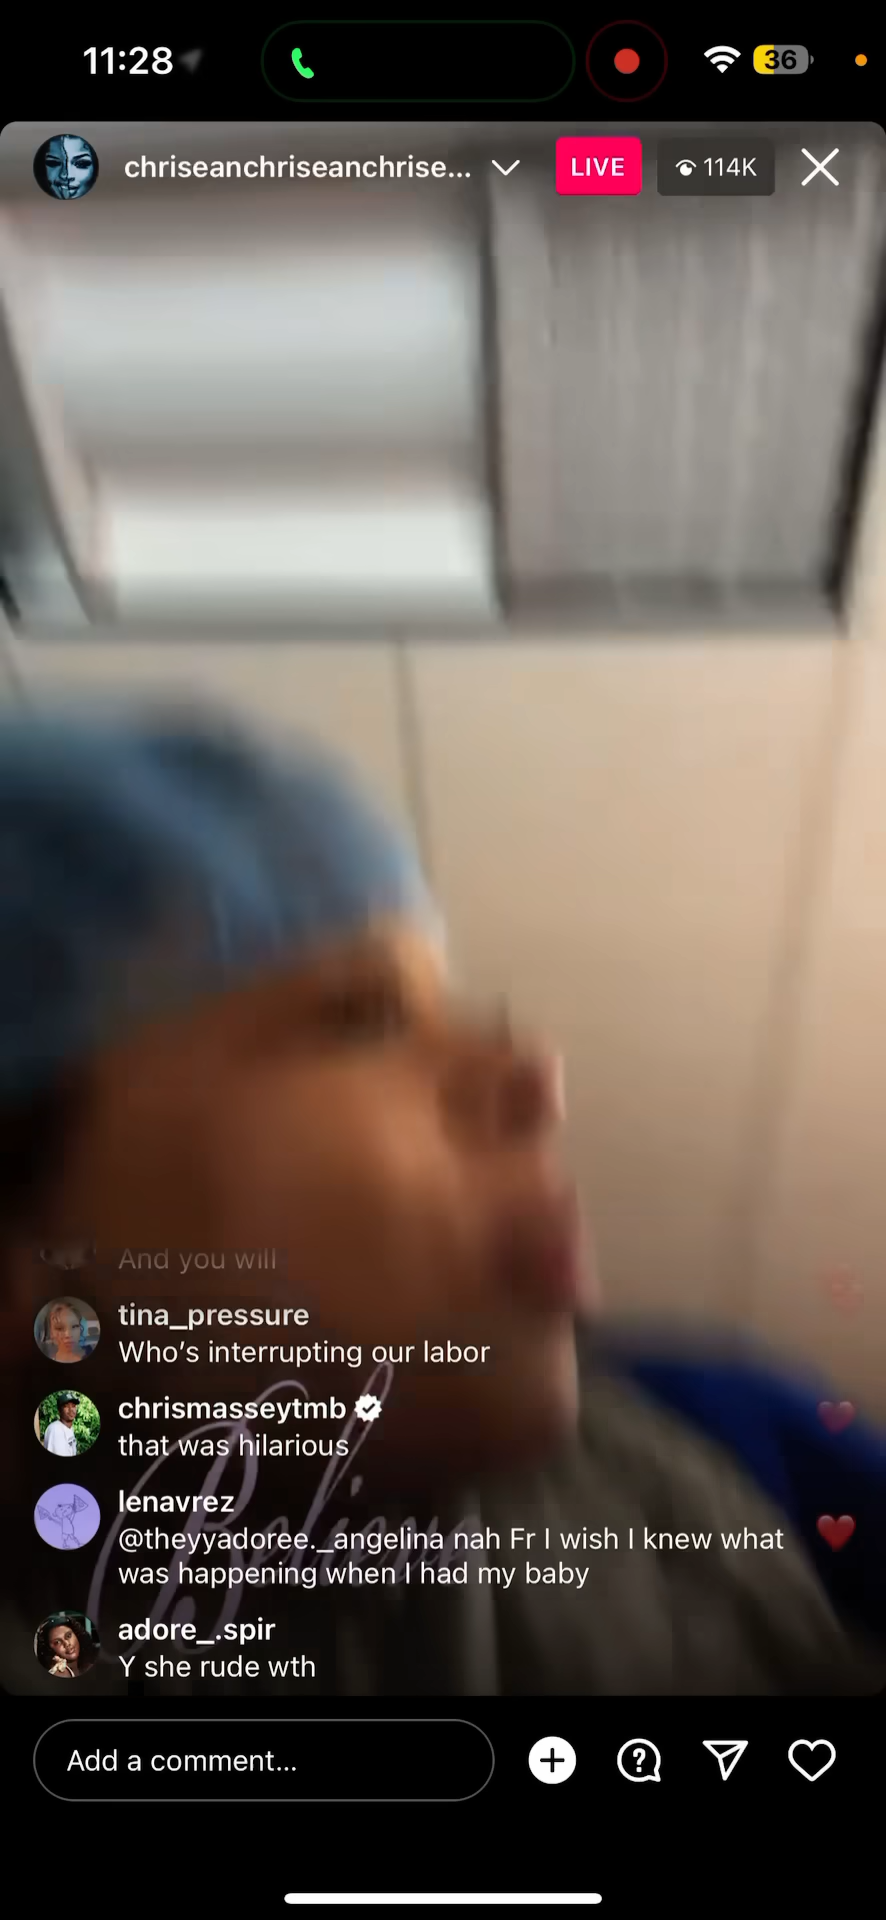 11:28
36
chriseanchriseanchrise...
LIVE
114K
And you will
tina_pressure
Who’s interrupting our labor
chrismasseytmb
that was hilarious
lenavrez
@theyyadoree._angelina nah Fr I wish I knew what
was happening when I had my baby
Believe
adore_.spir
Y she rude wth
Add a comment...